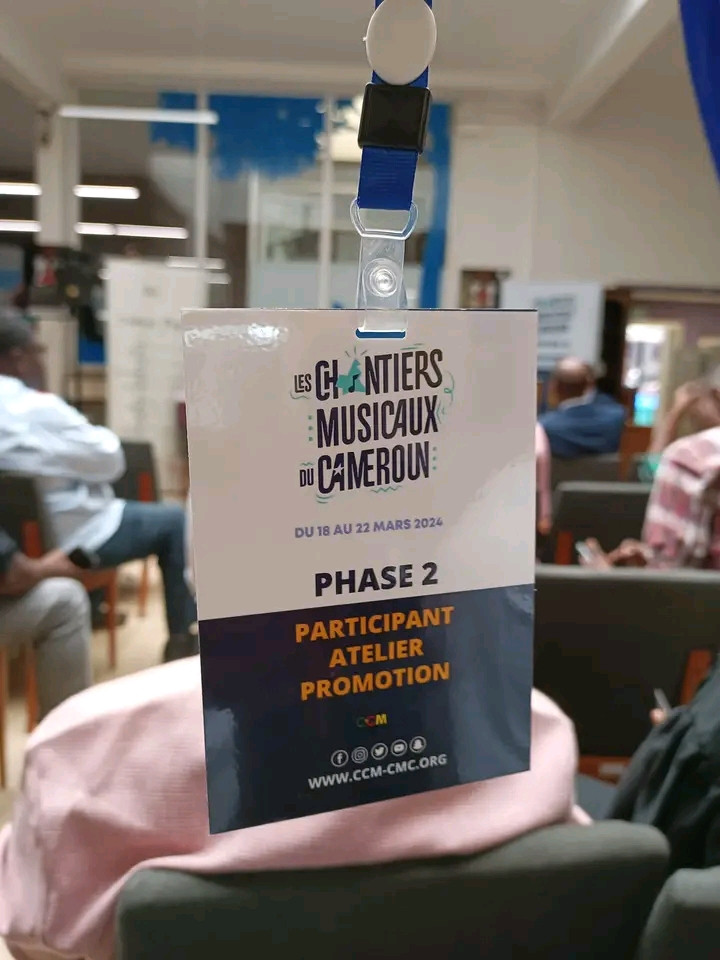 LES CHANTIERS
MUSICAUX
DU CAMEROUN
DU 18 AU 22 MARS 2024
PHASE 2
PARTICIPANT
ATELIER
PROMOTION
CCM
WWW.CCM-CMC.ORG